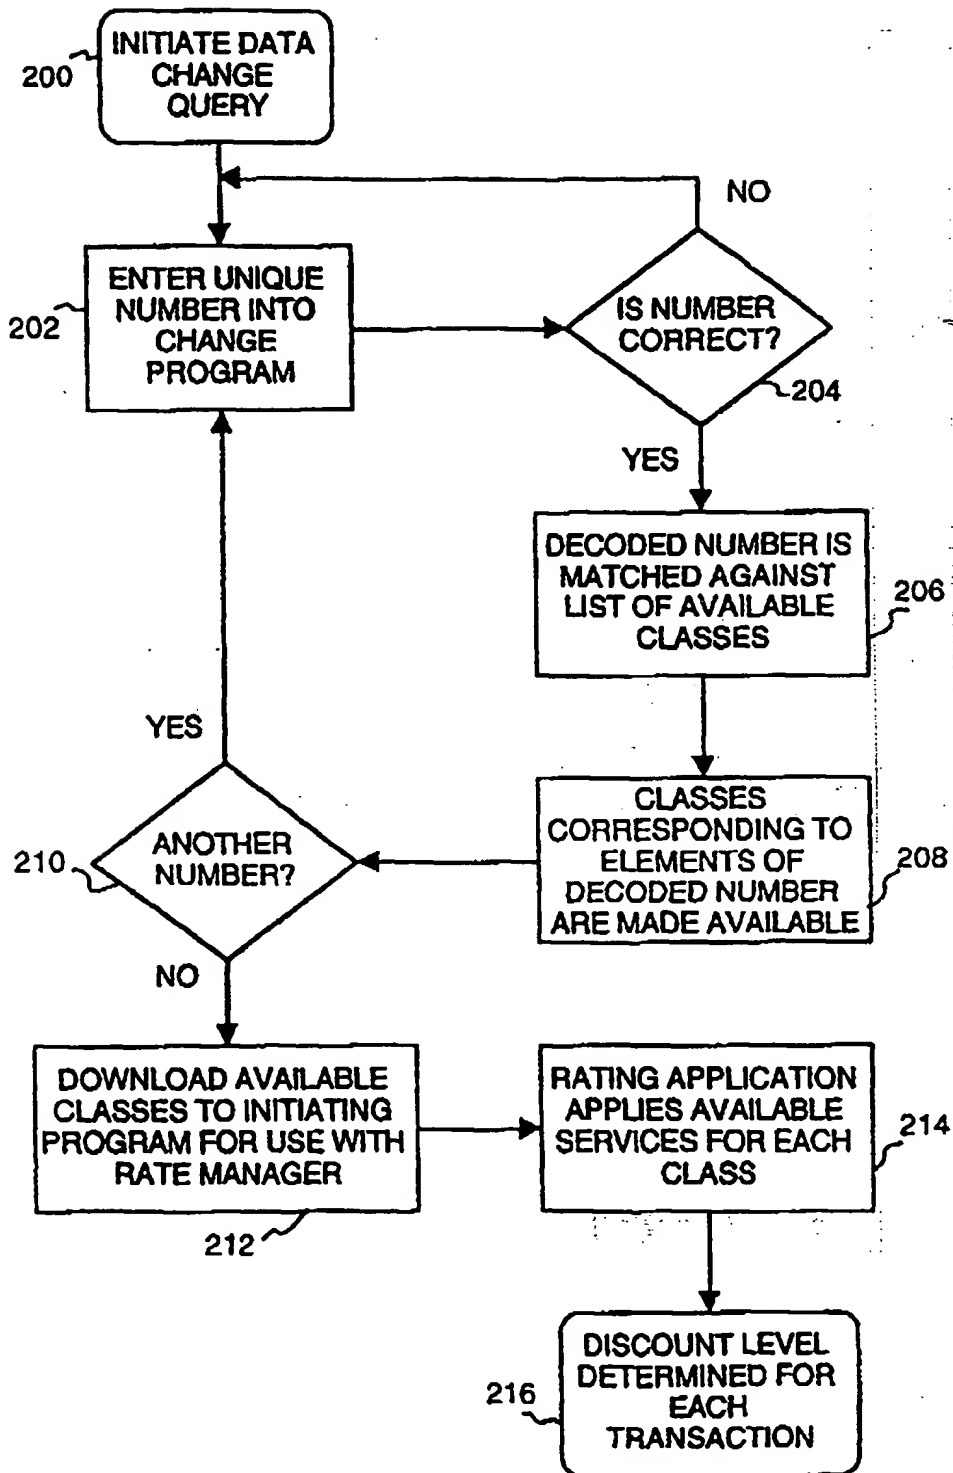 INITIATE DATA
CHANGE
QUERY
200
NO
ENTER UNIQUE
NUMBER INTO
CHANGE
PROGRAM
202
IS NUMBER
CORRECT?
204
YES
DECODED NUMBER IS
MATCHED AGAINST
LIST OF AVAILABLE
CLASSES
206
CLASSES
CORRESPONDING TO
ELEMENTS OF
DECODED NUMBER
ARE MADE AVAILABLE
208
YES
ANOTHER
NUMBER?
210
NO
DOWNLOAD AVAILABLE
CLASSES TO INITIATING
PROGRAM FOR USE WITH
RATE MANAGER
212
RATING APPLICATION
APPLIES AVAILABLE
SERVICES FOR EACH
CLASS
214
DISCOUNT LEVEL
DETERMINED FOR
EACH
TRANSACTION
216